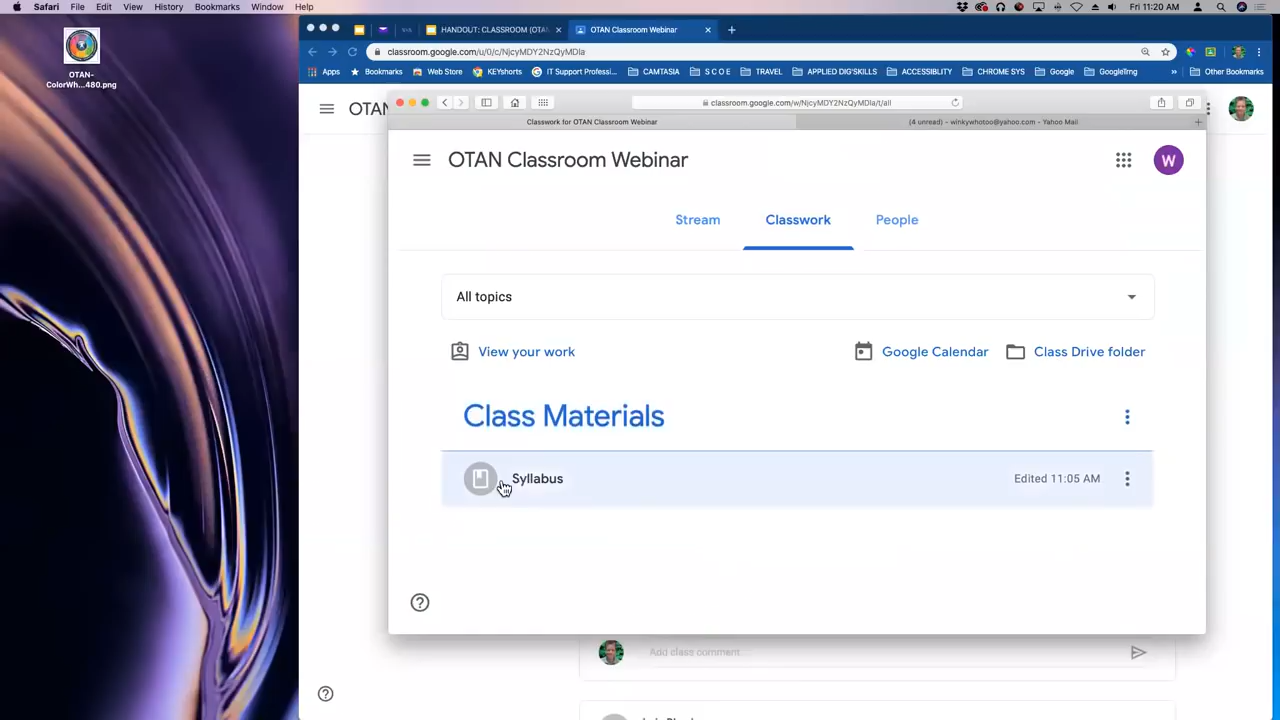 Safari File Edit View History Bookmarks Window Help
Fri 11:20 AM
OTAN-
ColorWh...480.png
HANDOUT: CLASSROOM (OTA
OTAN Classroom Webinar
classroom.google.com/u/0/c/NjcyMDY2NzQyMDla
Apps Bookmarks Web Store KEYshorts IT Support Professi... CAMTASIA S C O E TRAVEL APPLIED DIG'SKILLS ACCESSIBLITY CHROME SYS Google GoogleTrng » Other Bookmarks
OTAN
classroom.google.com/w/NjcyMDY2NzQyMDla/t/all
Classwork for OTAN Classroom Webinar
(4 unread) - winkywhotoo@yahoo.com - Yahoo Mail
OTAN Classroom Webinar
W
Stream Classwork People
All topics
View your work
Google Calendar
Class Drive folder
Class Materials
Syllabus
Edited 11:05 AM
Add class comment...